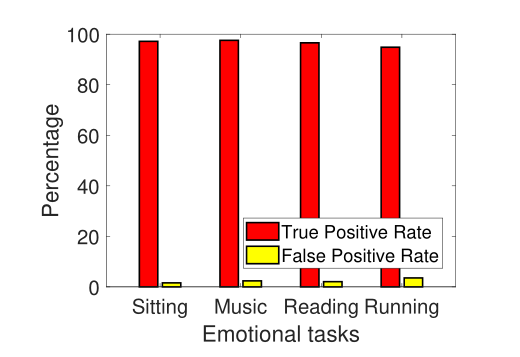 100
80
60
40
20
0
Percentage
True Positive Rate
False Positive Rate
Sitting Music Reading Running
Emotional tasks